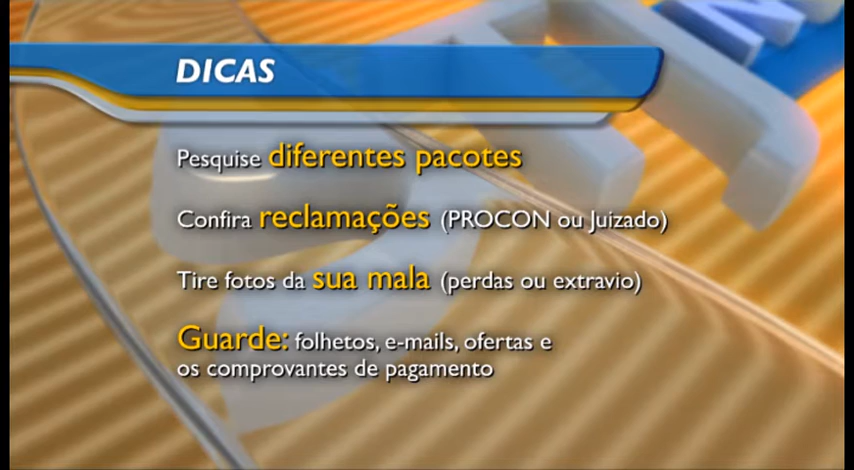 DICAS
Pesquise diferentes pacotes
Confira reclamações (PROCON ou Juizado)
Tire fotos da sua mala (perdas ou extravio)
Guarde: folhetos, e-mails, ofertas e
os comprovantes de pagamento